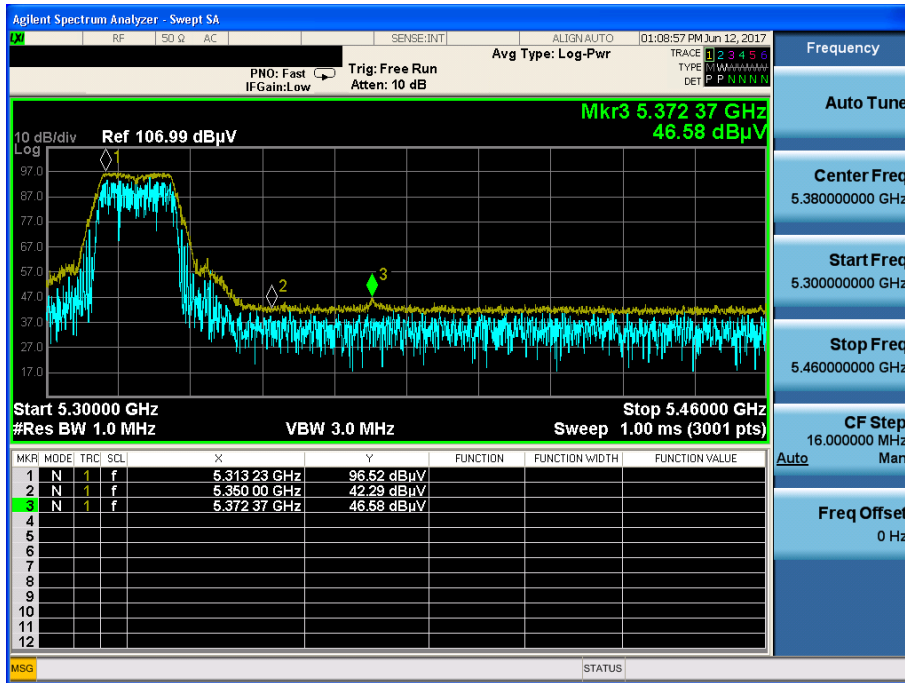 Agilent Spectrum Analyzer - Swept SA
LXI RF 50 Ω AC SENSE:INT ALIGN AUTO 01:08:57 PM Jun 12, 2017
Avg Type: Log-Pwr TRACE 1 2 3 4 5 6
PNO: Fast Trig: Free Run TYPE M W W W W W
IFGain:Low Atten: 10 dB DET P P N N N N
Mkr3 5.372 37 GHz
46.58 dBµV
10 dB/div Ref 106.99 dBµV
Log
97.0
87.0
77.0
67.0
57.0
47.0
37.0
27.0
17.0
1
2
3
Start 5.30000 GHz Stop 5.46000 GHz
#Res BW 1.0 MHz VBW 3.0 MHz Sweep 1.00 ms (3001 pts)
MKR MODE TRC SCL X Y FUNCTION FUNCTION WIDTH FUNCTION VALUE
1 N 1 f 5.313 23 GHz 96.52 dBµV
2 N 1 f 5.350 00 GHz 42.29 dBµV
3 N 1 f 5.372 37 GHz 46.58 dBµV
4
5
6
7
8
9
10
11
12
MSG STATUS
Frequency
Auto Tune
Center Freq
5.380000000 GHz
Start Freq
5.300000000 GHz
Stop Freq
5.460000000 GHz
CF Step
16.000000 MHz
Auto Man
Freq Offset
0 Hz